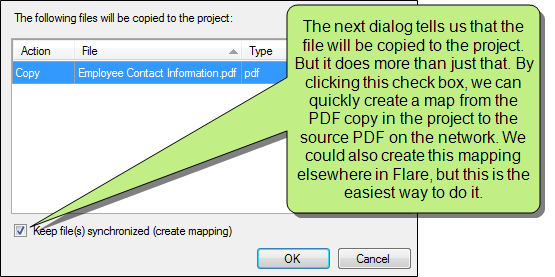 The following files will be copied to the project:
Action File Type
Copy Employee Contact Information.pdf pdf
The next dialog tells us that the
file will be copied to the project.
But it does more than just that. By
clicking this check box, we can
quickly create a map from the
PDF copy in the project to the
source PDF on the network. We
could also create this mapping
elsewhere in Flare, but this is the
easiest way to do it.
Keep file(s) synchronized (create mapping)
OK Cancel